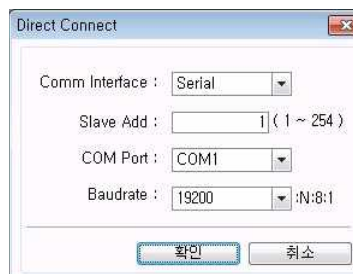 Direct Connect
Comm Interface : Serial
Slave Add : 1 ( 1 ~ 254 )
COM Port : COM1
Baudrate : 19200 :N:8:1
확인 취소